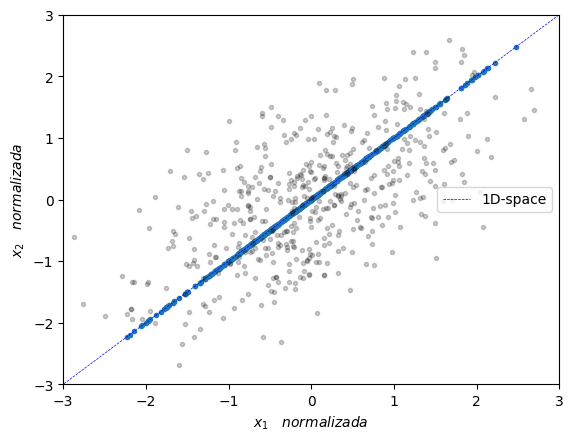 3
2
1
0
−1
−2
−3
x₂ normalizada
1D-space
−3 −2 −1 0 1 2 3
x₁ normalizada